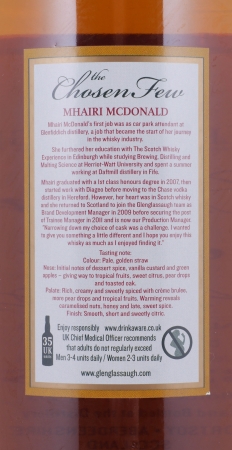 the
Chosen Few
MHAIRI MCDONALD
Mhairi McDonald's first job was as car park attendant at
Glenfiddich distillery, a job that became the start of her journey
in the whisky industry.
She furthered her education with The Scotch Whisky
Experience in Edinburgh while studying Brewing, Distilling and
Malting Science at Herriot-Watt University and spent a summer
working at Daftmill distillery in Fife.
Mhairi graduated with a 1st class honours degree in 2007, then
started work with Diageo before moving to the Chase vodka
distillery in Hereford. However, her heart was in Scotch whisky
and she returned to Scotland to join the Glenglassaugh team as
Brand Development Manager in 2009 before securing the post
of Trainee Manager in 2011 and is now our Production Manager.
"Narrowing down my choice of cask was a challenge. I wanted
to give you something a little different and I hope you enjoy this
whisky as much as I enjoyed finding it."
Tasting note:
Colour: Pale, golden straw
Nose: Initial notes of dessert spice, vanilla custard and green
apples – giving way to tropical fruits, sweet citrus, pear drops
and toasted oak.
Palate: Rich, creamy and sweetly spiced with crème brulée,
more pear drops and tropical fruits. Warming reveals
caramelised nuts, honey and late, sweet spice.
Finish: Smooth, short and sweetly citric.
Enjoy responsibly www.drinkaware.co.uk
UK Chief Medical Officer recommends
that adults do not regularly exceed
Men 3-4 units daily / Women 2-3 units daily
35
UK
www.glenglassaugh.com